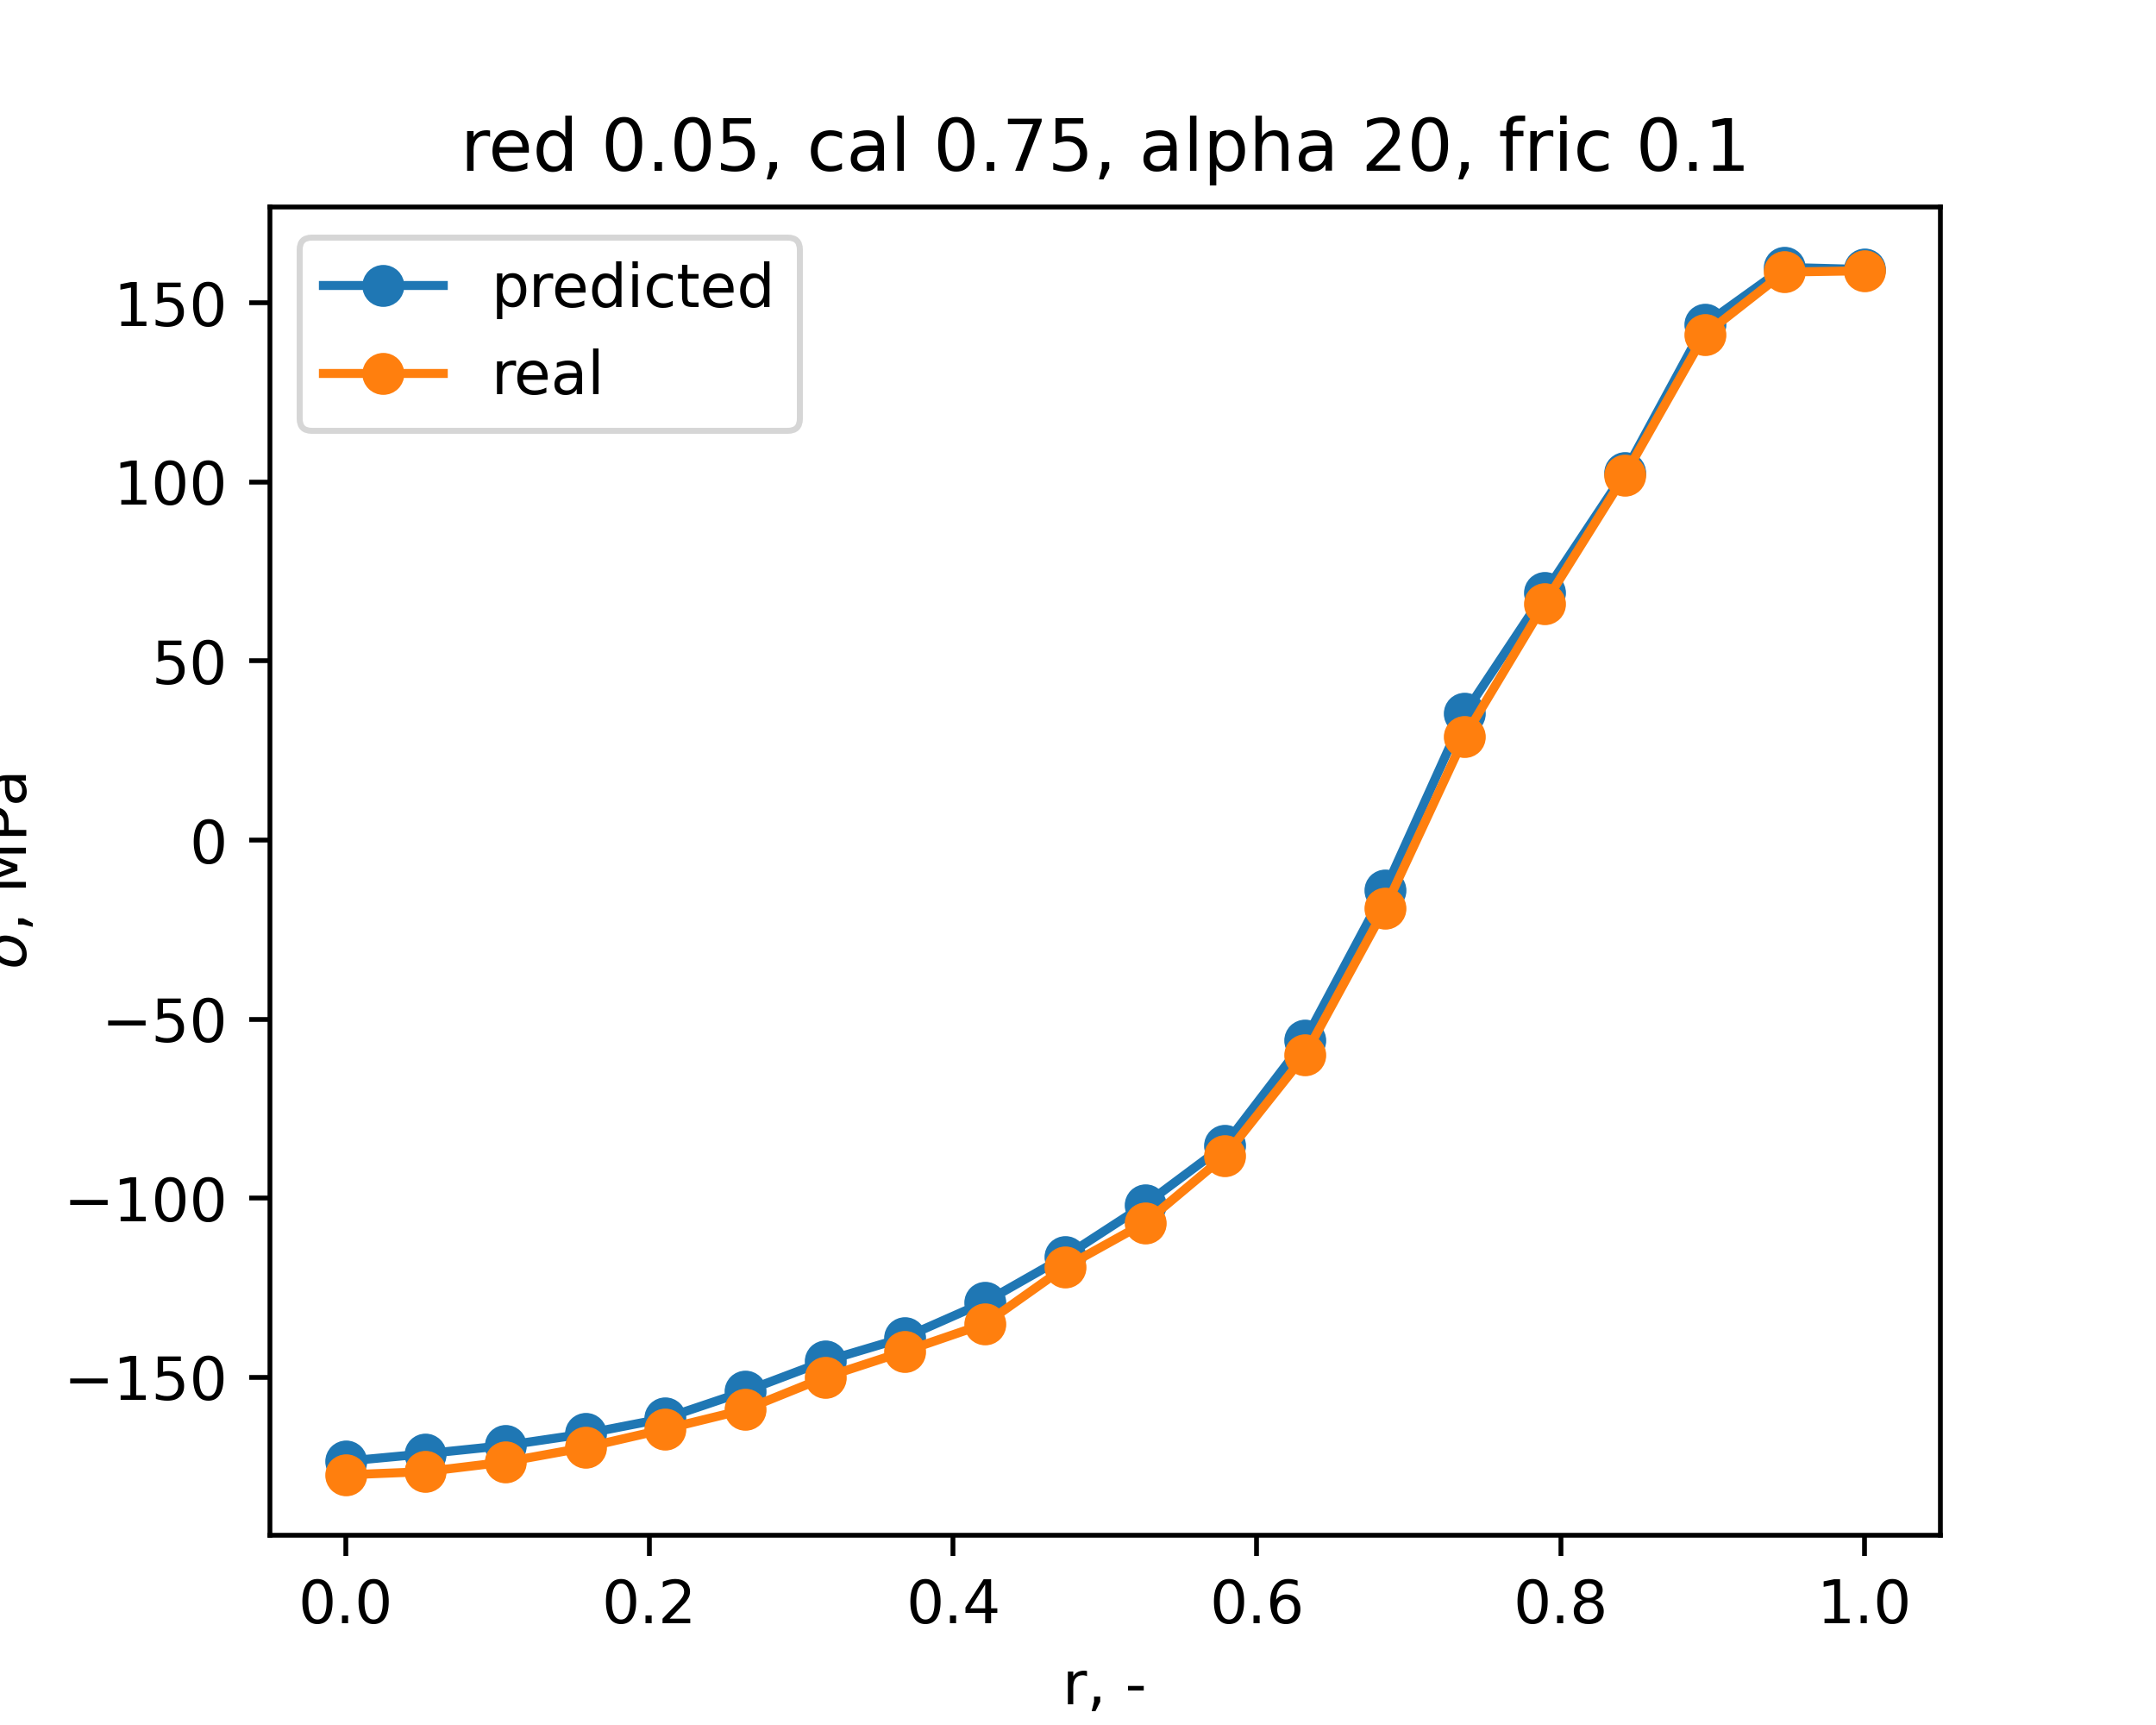 red 0.05, cal 0.75, alpha 20, fric 0.1
predicted
real
150
100
50
0
−50
−100
−150
σ, MPa
0.0 0.2 0.4 0.6 0.8 1.0
r, -